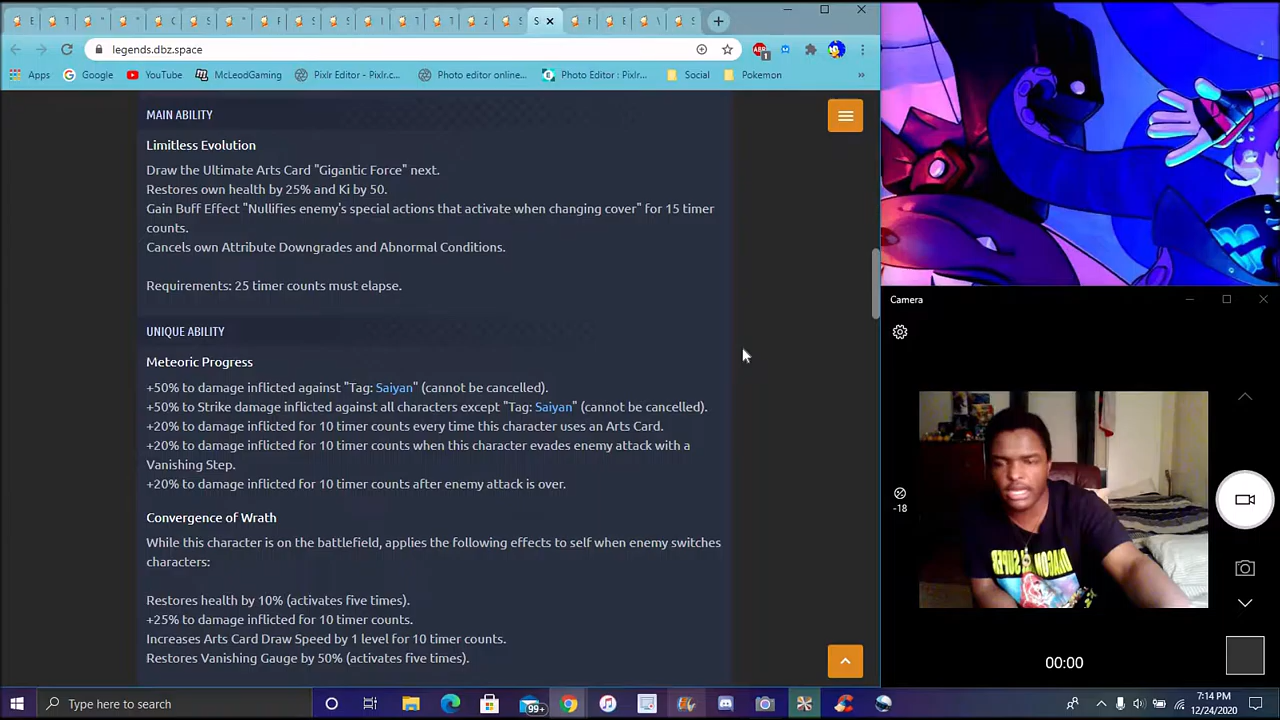 S
legends.dbz.space
ABP
1
Apps
Google
YouTube
McLeodGaming
Pixlr Editor - Pixlr.c...
Photo editor online...
Photo Editor : Pixlr...
Social
Pokemon
»
MAIN ABILITY
Limitless Evolution
Draw the Ultimate Arts Card "Gigantic Force" next.
Restores own health by 25% and Ki by 50.
Gain Buff Effect "Nullifies enemy's special actions that activate when changing cover" for 15 timer
counts.
Cancels own Attribute Downgrades and Abnormal Conditions.
Requirements: 25 timer counts must elapse.
UNIQUE ABILITY
Meteoric Progress
+50% to damage inflicted against "Tag: Saiyan" (cannot be cancelled).
+50% to Strike damage inflicted against all characters except "Tag: Saiyan" (cannot be cancelled).
+20% to damage inflicted for 10 timer counts every time this character uses an Arts Card.
+20% to damage inflicted for 10 timer counts when this character evades enemy attack with a
Vanishing Step.
+20% to damage inflicted for 10 timer counts after enemy attack is over.
Convergence of Wrath
While this character is on the battlefield, applies the following effects to self when enemy switches
characters:
Restores health by 10% (activates five times).
+25% to damage inflicted for 10 timer counts.
Increases Arts Card Draw Speed by 1 level for 10 timer counts.
Restores Vanishing Gauge by 50% (activates five times).
Camera
-18
00:00
Type here to search
99+
7:14 PM
12/24/2020